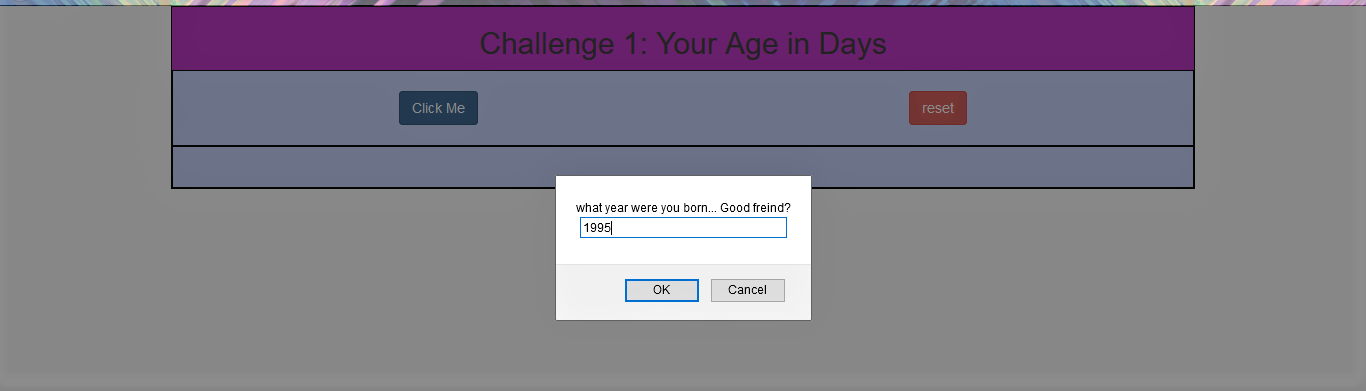 Challenge 1: Your Age in Days
Click Me
reset
what year were you born... Good freind?
1995
OK
Cancel